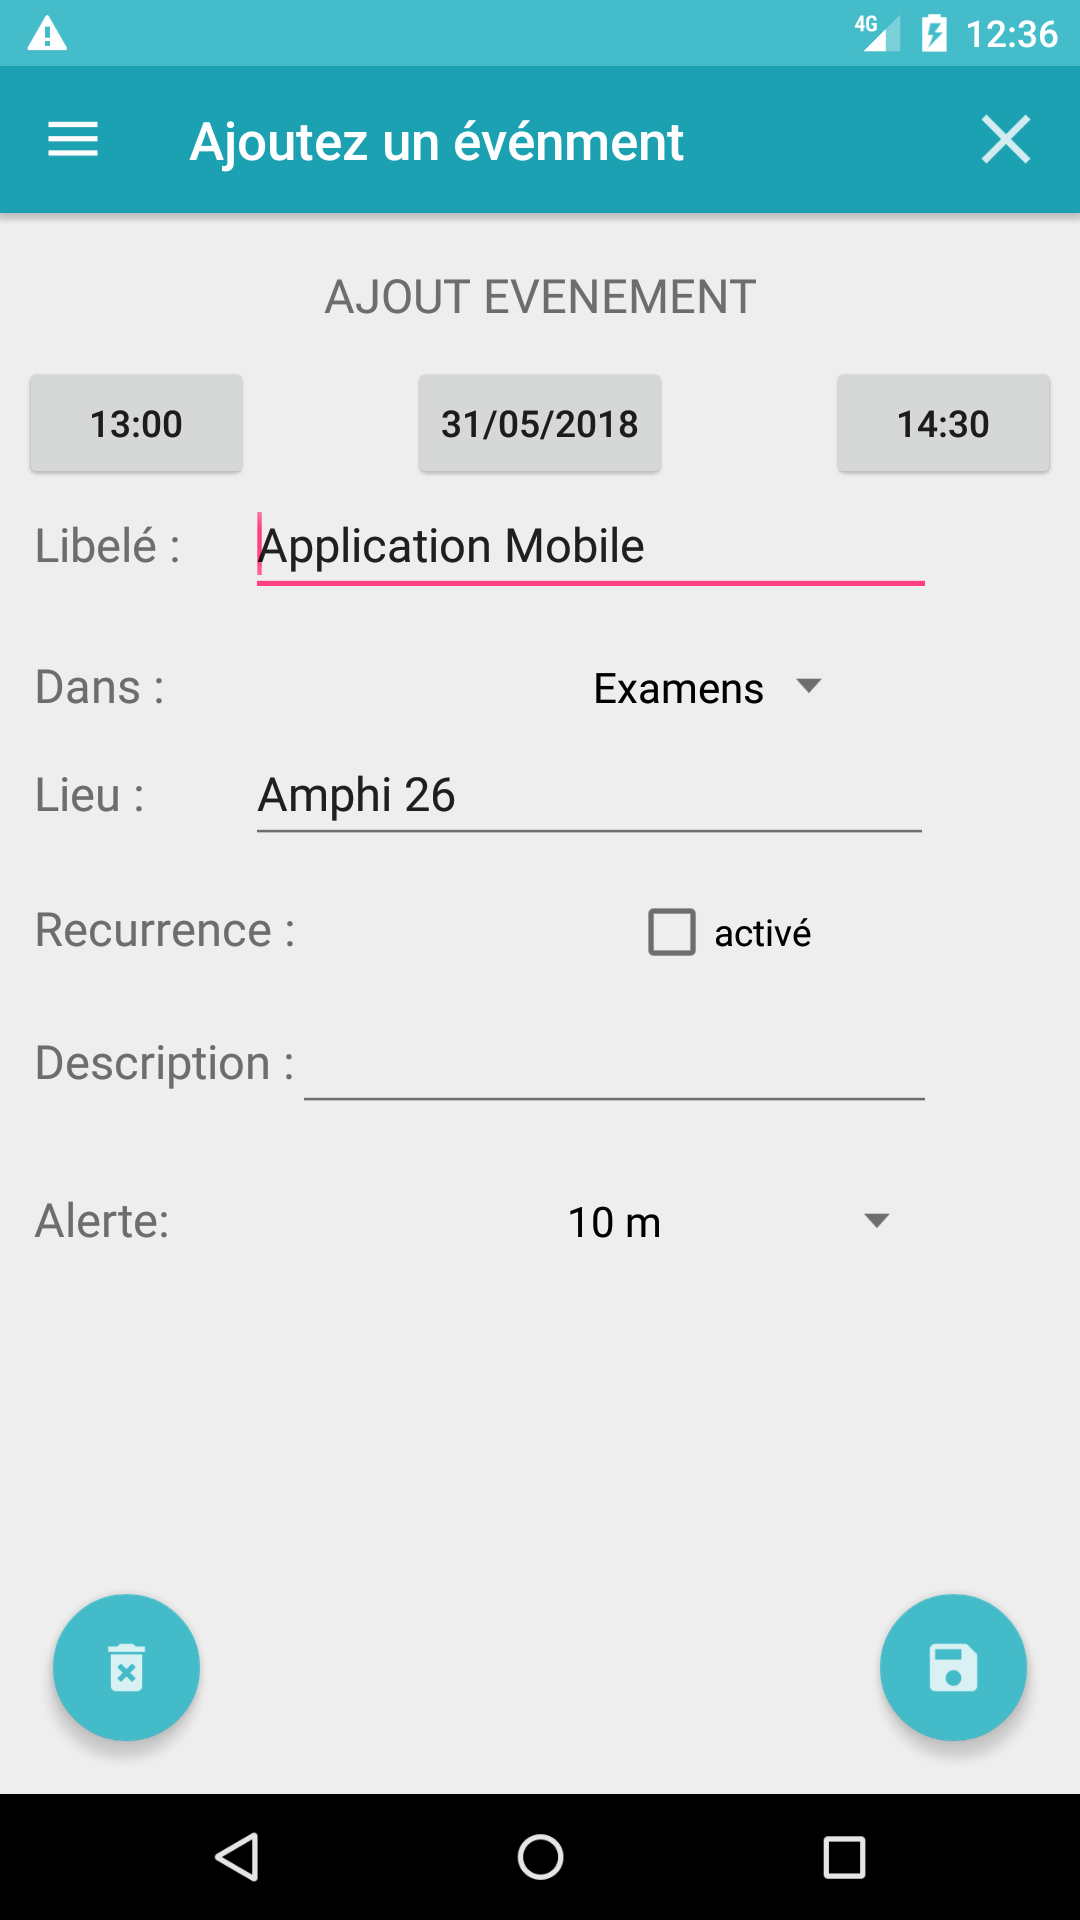 4G 12:36
Ajoutez un événment
AJOUT EVENEMENT
13:00 31/05/2018 14:30
Libelé : Application Mobile
Dans : Examens
Lieu : Amphi 26
Recurrence : activé
Description :
Alerte: 10 m